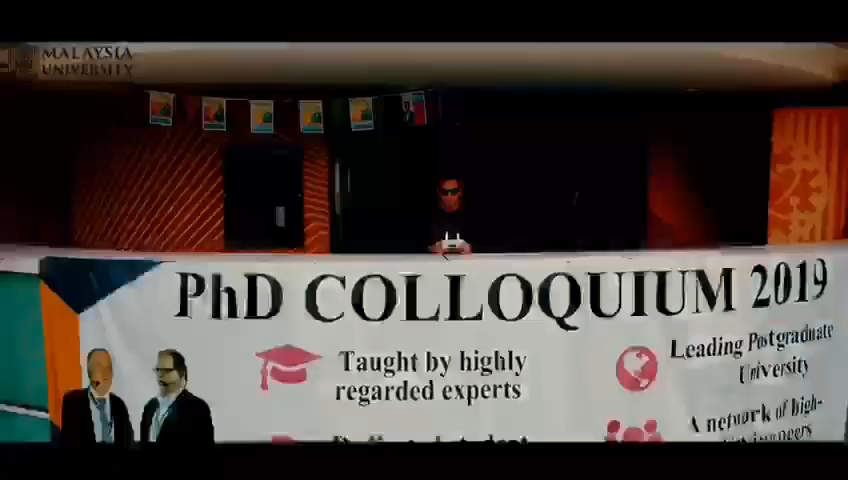 MALAYSIA
UNIVERSITY
PhD COLLOQUIUM 2019
Taught by highly
regarded experts
Leading Postgraduate
University
A network of high-